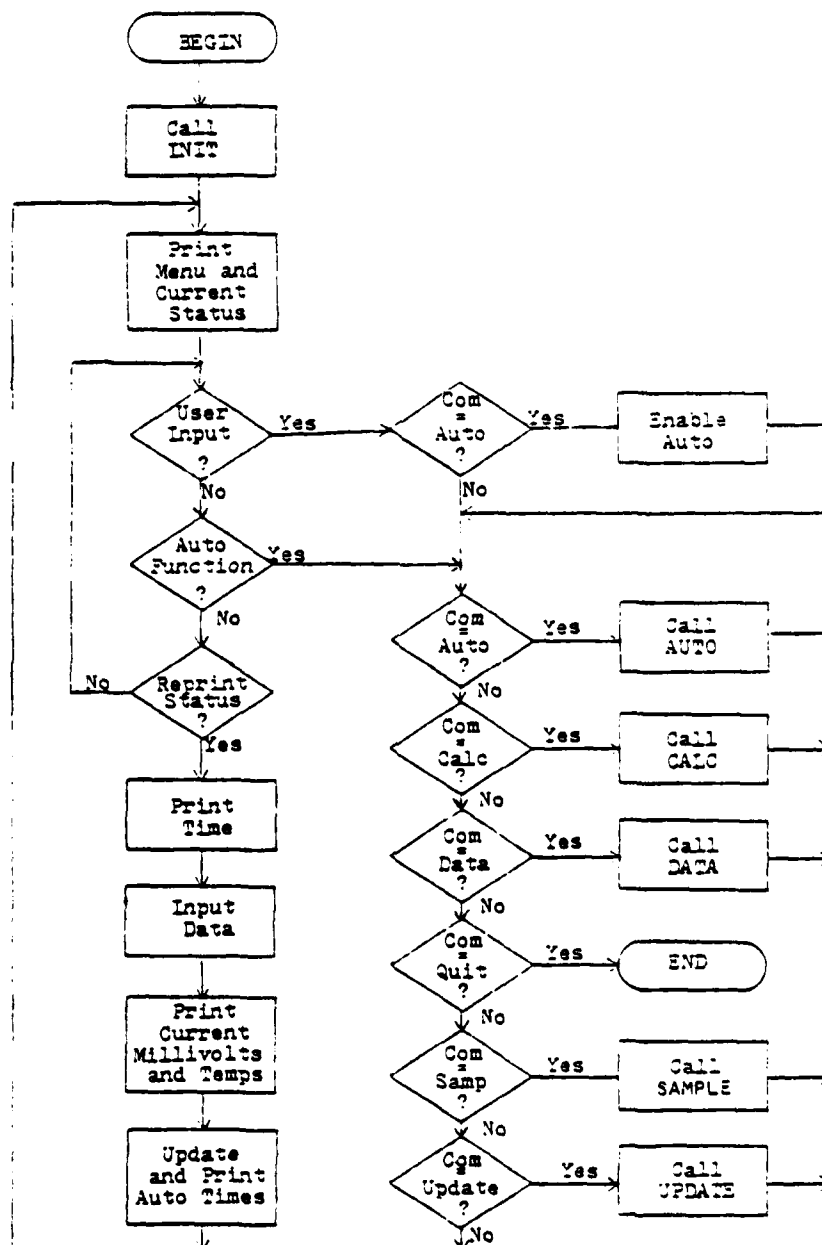 BEGIN
Call
INIT
Print
Menu and
Current
Status
User
Input
?
Yes
No
Com
=
Auto
?
Yes
No
Enable
Auto
Auto
Function
?
Yes
No
Reprint
Status
?
No
Yes
Print
Time
Input
Data
Print
Current
Millivolts
and Temps
Update
and Print
Auto Times
Com
=
Auto
?
Yes
No
Call
AUTO
Com
=
Calc
?
Yes
No
Call
CALC
Com
=
Data
?
Yes
No
Call
DATA
Com
=
Quit
?
Yes
No
END
Com
=
Samp
?
Yes
No
Call
SAMPLE
Com
=
Update
?
Yes
No
Call
UPDATE